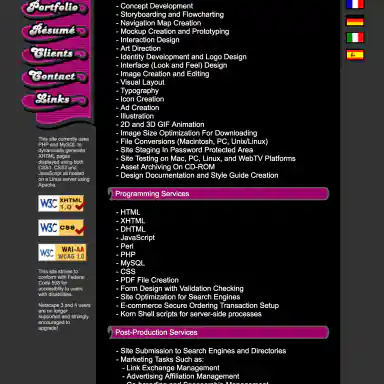 Portfolio
Résumé
Clients
Contact
Links
This site currently uses
PHP and MySQL to
dynamically generate
XHTML pages
displayed using both
CSS1, CSS2 and
JavaScript all hosted
on a Linux server using
Apache.
W3C XHTML 1.0
W3C CSS
W3C WAI-AA WCAG 1.0
This site strives to
conform with Federal
Code 508 for
accessibility to users
with disabilities.
Netscape 3 and 4 users
are no longer
supported and strongly
encouraged to
upgrade!
- Concept Development
- Storyboarding and Flowcharting
- Navigation Map Creation
- Mockup Creation and Prototyping
- Interaction Design
- Art Direction
- Identity Development and Logo Design
- Interface (Look and Feel) Design
- Image Creation and Editing
- Visual Layout
- Typography
- Icon Creation
- Ad Creation
- Illustration
- 2D and 3D GIF Animation
- Image Size Optimization For Downloading
- File Conversions (Macintosh, PC, Unix/Linux)
- Site Staging In Password Protected Area
- Site Testing on Mac, PC, Linux, and WebTV Platforms
- Asset Archiving On CD-ROM
- Design Documentation and Style Guide Creation
Programming Services
- HTML
- XHTML
- DHTML
- JavaScript
- Perl
- PHP
- MySQL
- CSS
- PDF File Creation
- Form Design with Validation Checking
- Site Optimization for Search Engines
- E-commerce Secure Ordering Transaction Setup
- Korn Shell scripts for server-side processes
Post-Production Services
- Site Submission to Search Engines and Directories
- Marketing Tasks Such as:
- Link Exchange Management
- Advertising Affiliation Management